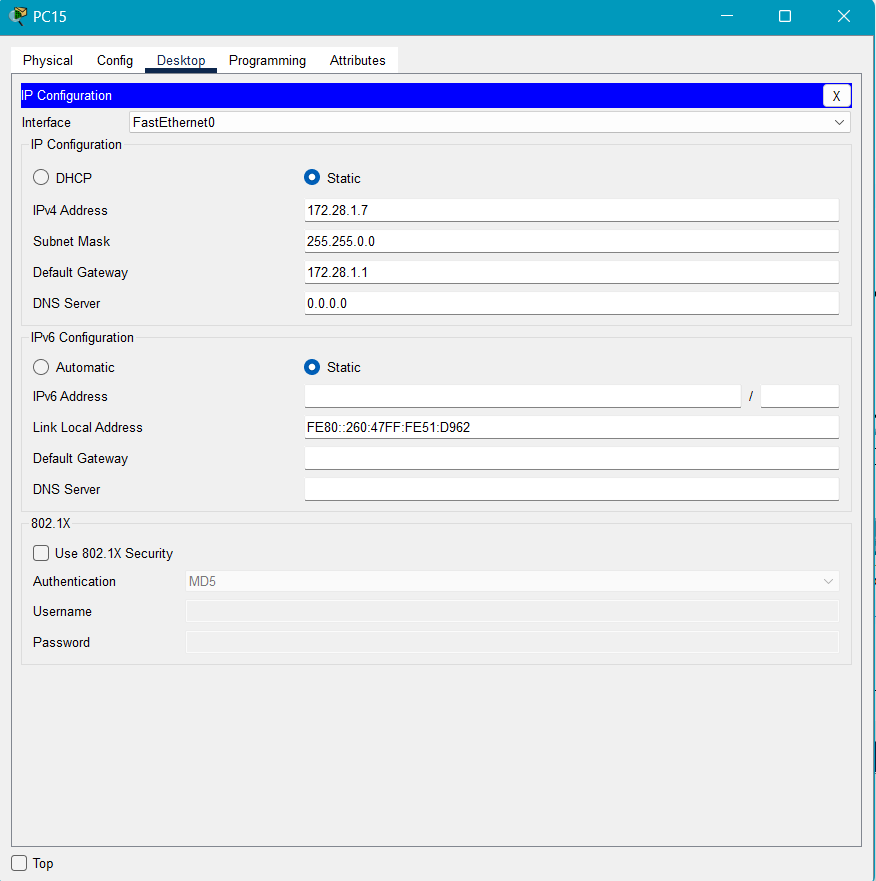 PC15
Physical Config Desktop Programming Attributes
IP Configuration X
Interface FastEthernet0
IP Configuration
DHCP Static
IPv4 Address 172.28.1.7
Subnet Mask 255.255.0.0
Default Gateway 172.28.1.1
DNS Server 0.0.0.0
IPv6 Configuration
Automatic Static
IPv6 Address /
Link Local Address FE80::260:47FF:FE51:D962
Default Gateway
DNS Server
802.1X
Use 802.1X Security
Authentication MD5
Username
Password
Top